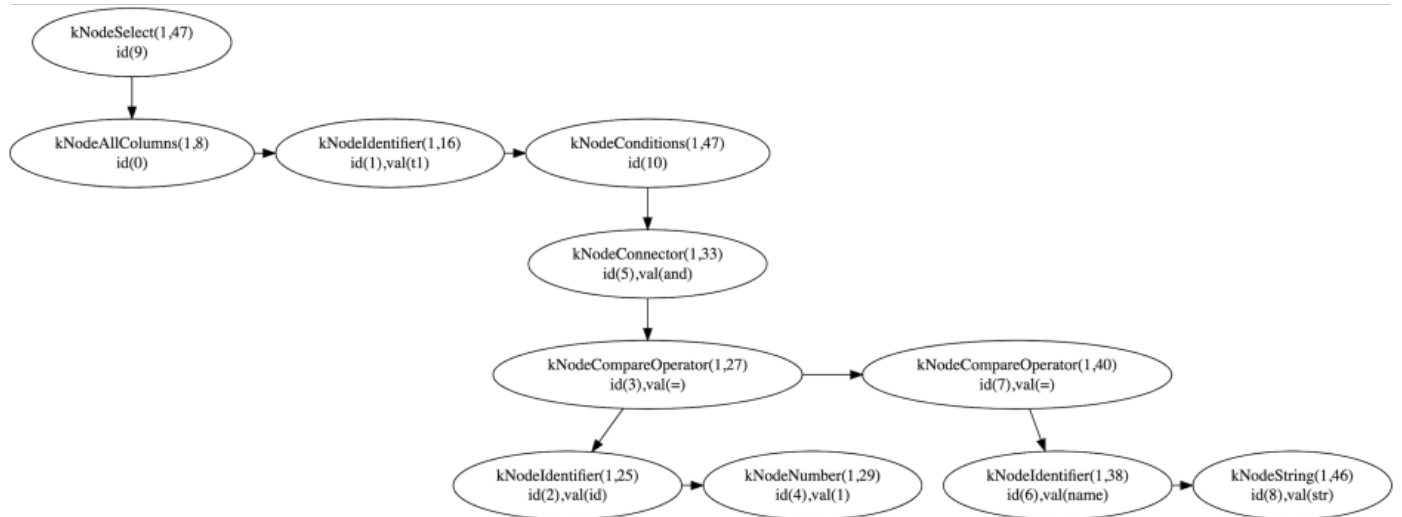 kNodeSelect(1,47)
id(9)
kNodeAllColumns(1,8)
id(0)
kNodeIdentifier(1,16)
id(1),val(t1)
kNodeConditions(1,47)
id(10)
kNodeConnector(1,33)
id(5),val(and)
kNodeCompareOperator(1,27)
id(3),val(=)
kNodeCompareOperator(1,40)
id(7),val(=)
kNodeIdentifier(1,25)
id(2),val(id)
kNodeNumber(1,29)
id(4),val(1)
kNodeIdentifier(1,38)
id(6),val(name)
kNodeString(1,46)
id(8),val(str)